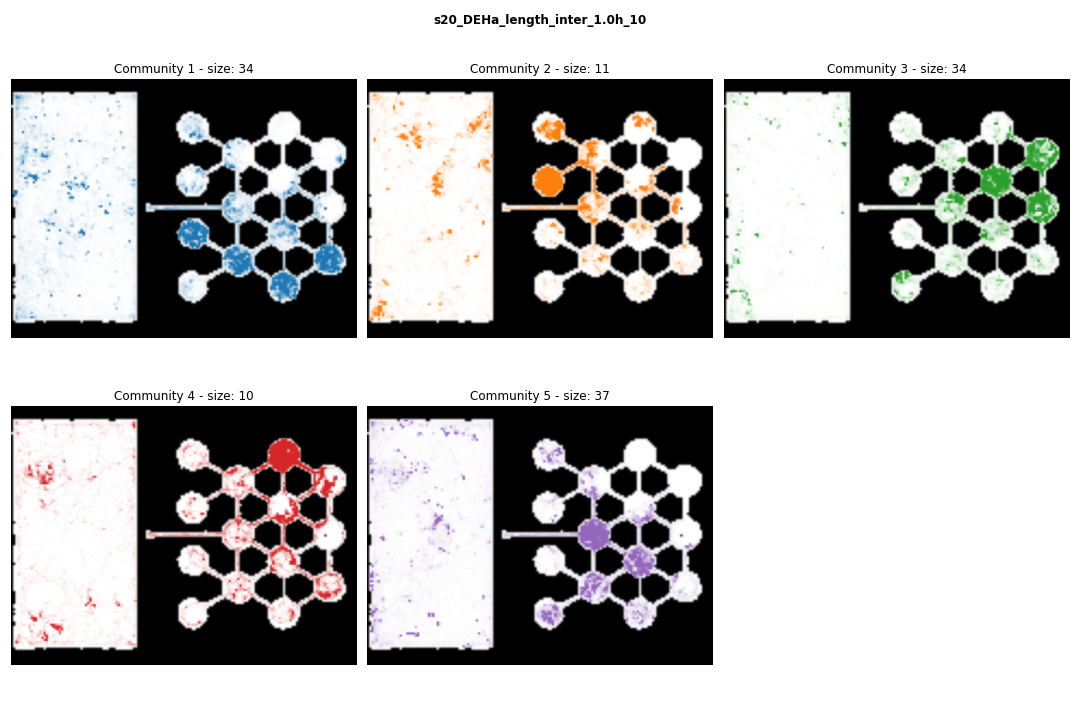 s20_DEHa_length_inter_1.0h_10
Community 1 - size: 34
Community 2 - size: 11
Community 3 - size: 34
Community 4 - size: 10
Community 5 - size: 37